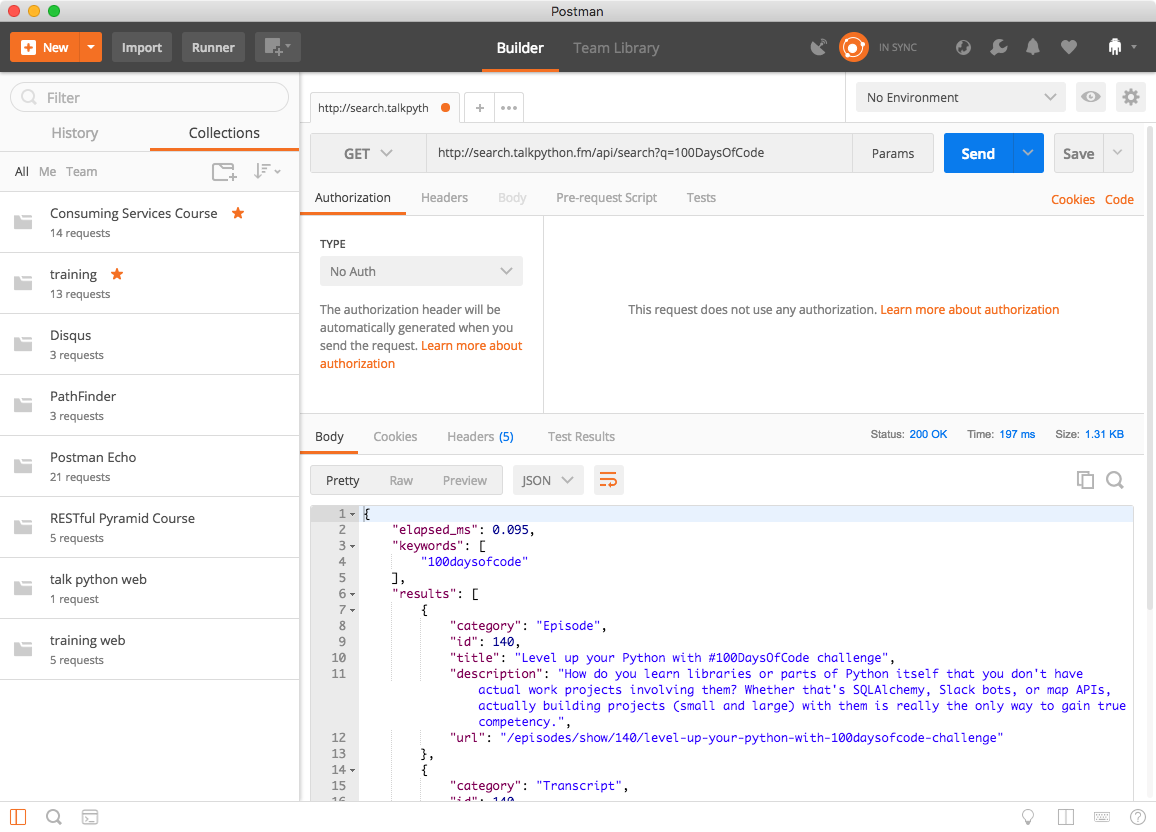 Postman
New
Import
Runner
Builder
Team Library
IN SYNC
Filter
History
Collections
All Me Team
Consuming Services Course
14 requests
training
13 requests
Disqus
3 requests
PathFinder
3 requests
Postman Echo
21 requests
RESTful Pyramid Course
5 requests
talk python web
1 request
training web
5 requests
http://search.talkpyth
No Environment
GET
http://search.talkpython.fm/api/search?q=100DaysOfCode
Params
Send
Save
Authorization
Headers
Body
Pre-request Script
Tests
Cookies Code
TYPE
No Auth
The authorization header will be
automatically generated when you
send the request. Learn more about
authorization
This request does not use any authorization. Learn more about authorization
Body
Cookies
Headers (5)
Test Results
Status: 200 OK
Time: 197 ms
Size: 1.31 KB
Pretty
Raw
Preview
JSON
1 {
2 "elapsed_ms": 0.095,
3 "keywords": [
4 "100daysofcode"
5 ],
6 "results": [
7 {
8 "category": "Episode",
9 "id": 140,
10 "title": "Level up your Python with #100DaysOfCode challenge",
11 "description": "How do you learn libraries or parts of Python itself that you don't have
actual work projects involving them? Whether that's SQLAlchemy, Slack bots, or map APIs,
actually building projects (small and large) with them is really the only way to gain true
competency.",
12 "url": "/episodes/show/140/level-up-your-python-with-100daysofcode-challenge"
13 },
14 {
15 "category": "Transcript",
16 "id": 140